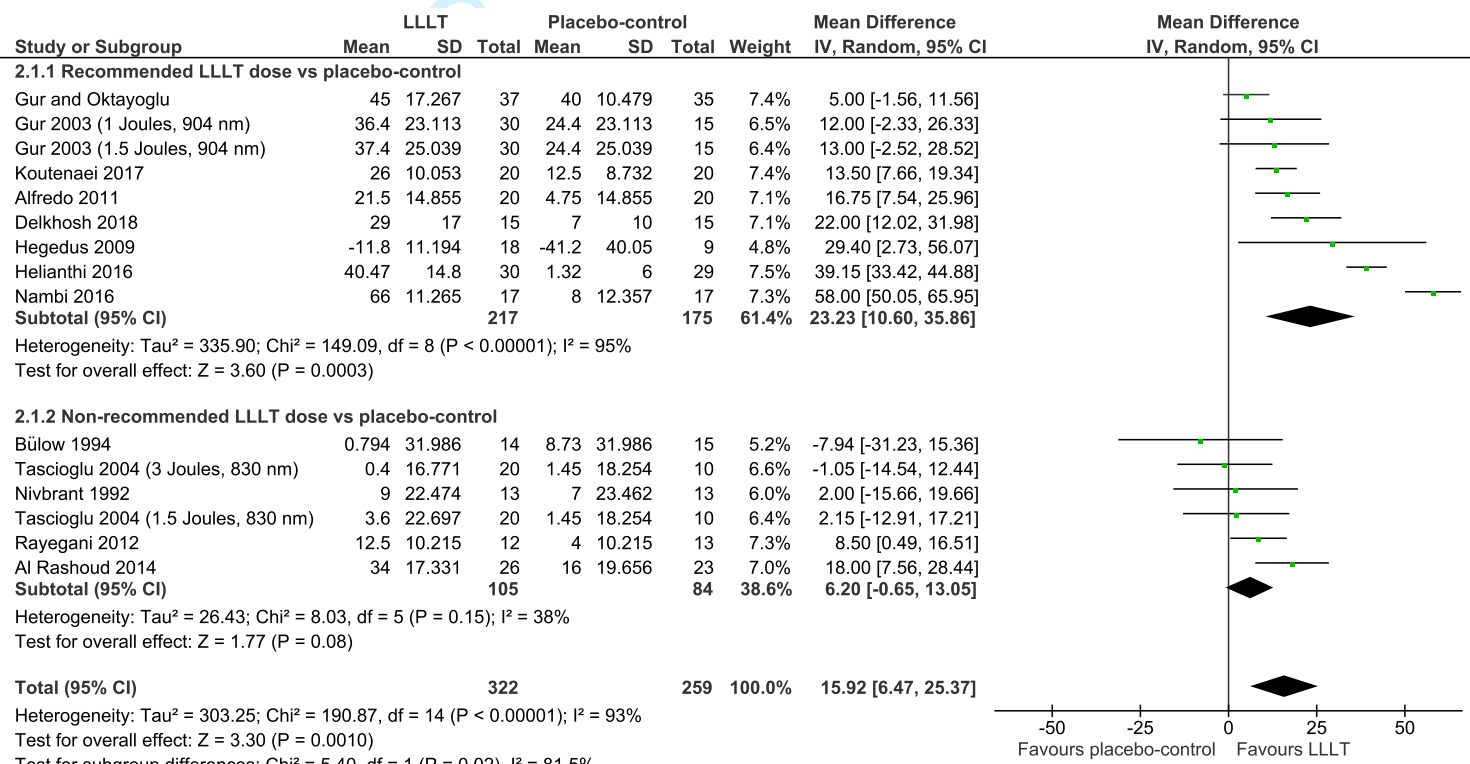 LLLT Placebo-control Mean Difference Mean Difference
Study or Subgroup Mean SD Total Mean SD Total Weight IV, Random, 95% CI IV, Random, 95% CI
2.1.1 Recommended LLLT dose vs placebo-control
Gur and Oktayoglu 45 17.267 37 40 10.479 35 7.4% 5.00 [-1.56, 11.56]
Gur 2003 (1 Joules, 904 nm) 36.4 23.113 30 24.4 23.113 15 6.5% 12.00 [-2.33, 26.33]
Gur 2003 (1.5 Joules, 904 nm) 37.4 25.039 30 24.4 25.039 15 6.4% 13.00 [-2.52, 28.52]
Koutenaei 2017 26 10.053 20 12.5 8.732 20 7.4% 13.50 [7.66, 19.34]
Alfredo 2011 21.5 14.855 20 4.75 14.855 20 7.1% 16.75 [7.54, 25.96]
Delkhosh 2018 29 17 15 7 10 15 7.1% 22.00 [12.02, 31.98]
Hegedus 2009 -11.8 11.194 18 -41.2 40.05 9 4.8% 29.40 [2.73, 56.07]
Helianthi 2016 40.47 14.8 30 1.32 6 29 7.5% 39.15 [33.42, 44.88]
Nambi 2016 66 11.265 17 8 12.357 17 7.3% 58.00 [50.05, 65.95]
Subtotal (95% CI) 217 175 61.4% 23.23 [10.60, 35.86]
Heterogeneity: Tau² = 335.90; Chi² = 149.09, df = 8 (P < 0.00001); I² = 95%
Test for overall effect: Z = 3.60 (P = 0.0003)
2.1.2 Non-recommended LLLT dose vs placebo-control
Bülow 1994 0.794 31.986 14 8.73 31.986 15 5.2% -7.94 [-31.23, 15.36]
Tascioglu 2004 (3 Joules, 830 nm) 0.4 16.771 20 1.45 18.254 10 6.6% -1.05 [-14.54, 12.44]
Nivbrant 1992 9 22.474 13 7 23.462 13 6.0% 2.00 [-15.66, 19.66]
Tascioglu 2004 (1.5 Joules, 830 nm) 3.6 22.697 20 1.45 18.254 10 6.4% 2.15 [-12.91, 17.21]
Rayegani 2012 12.5 10.215 12 4 10.215 13 7.3% 8.50 [0.49, 16.51]
Al Rashoud 2014 34 17.331 26 16 19.656 23 7.0% 18.00 [7.56, 28.44]
Subtotal (95% CI) 105 84 38.6% 6.20 [-0.65, 13.05]
Heterogeneity: Tau² = 26.43; Chi² = 8.03, df = 5 (P = 0.15); I² = 38%
Test for overall effect: Z = 1.77 (P = 0.08)
Total (95% CI) 322 259 100.0% 15.92 [6.47, 25.37]
Heterogeneity: Tau² = 303.25; Chi² = 190.87, df = 14 (P < 0.00001); I² = 93%
Test for overall effect: Z = 3.30 (P = 0.0010)
Test for subgroup differences: Chi² = 5.40, df = 1 (P = 0.02), I² = 81.5%
-50 -25 0 25 50
Favours placebo-control Favours LLLT